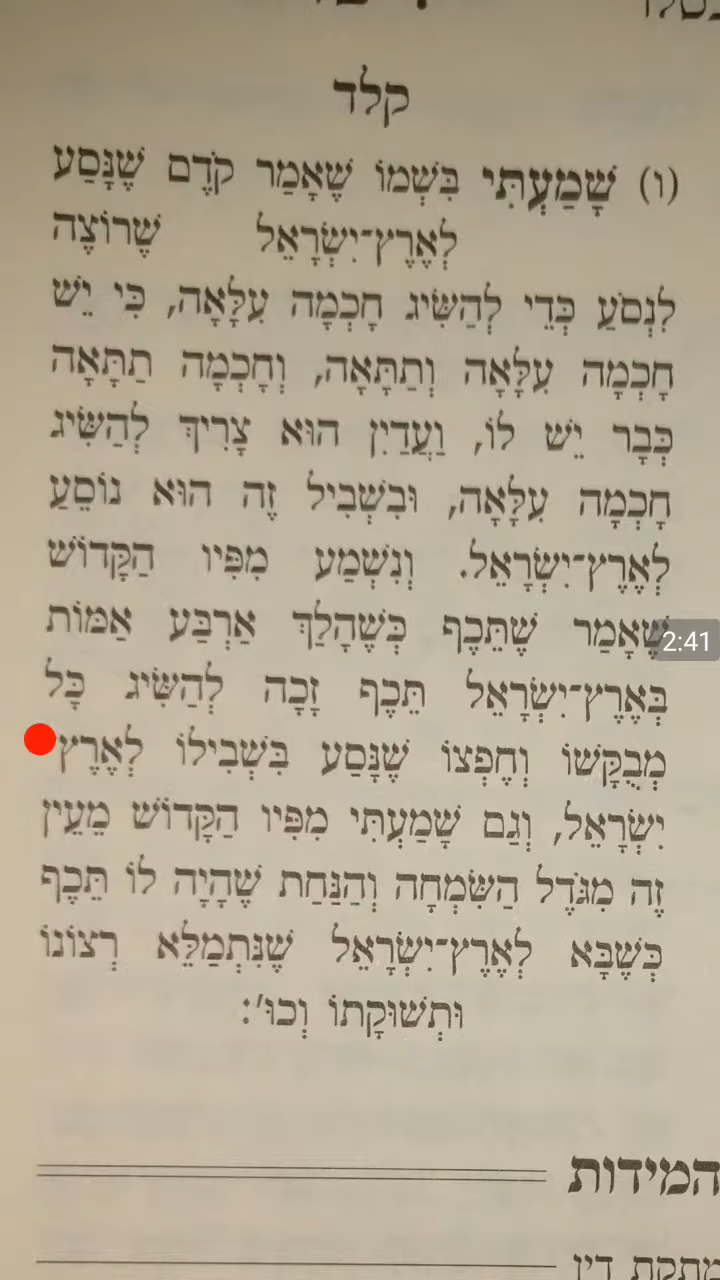 קלד
(ו) שָׁמַעְתִּי בִּשְׁמוֹ שֶׁאָמַר קֹדֶם שֶׁנָּסַע
לְאֶרֶץ־יִשְׂרָאֵל שֶׁרוֹצֶה
לִנְסֹעַ כְּדֵי לְהַשִּׂיג חָכְמָה עִלָּאָה, כִּי יֵשׁ
חָכְמָה עִלָּאָה וְתַתָּאָה, וְחָכְמָה תַּתָּאָה
כְּבָר יֵשׁ לוֹ, וַעֲדַיִן הוּא צָרִיךְ לְהַשִּׂיג
חָכְמָה עִלָּאָה, וּבִשְׁבִיל זֶה הוּא נוֹסֵעַ
לְאֶרֶץ־יִשְׂרָאֵל. וְנִשְׁמַע מִפִּיו הַקָּדוֹשׁ
שֶׁאָמַר שֶׁתֵּכֶף כְּשֶׁהָלַךְ אַרְבַּע אַמּוֹת
2:41
בְּאֶרֶץ־יִשְׂרָאֵל תֵּכֶף זָכָה לְהַשִּׂיג כָּל
מְבֻקָּשׁוֹ וְחֶפְצוֹ שֶׁנָּסַע בִּשְׁבִילוֹ לְאֶרֶץ־
יִשְׂרָאֵל, וְגַם שָׁמַעְתִּי מִפִּיו הַקָּדוֹשׁ מֵעֵין
זֶה מִגֹּדֶל הַשִּׂמְחָה וְהַנַּחַת שֶׁהָיָה לוֹ תֵּכֶף
כְּשֶׁבָּא לְאֶרֶץ־יִשְׂרָאֵל שֶׁנִּתְמַלֵּא רְצוֹנוֹ
וּתְשׁוּקָתוֹ וְכוּ':
המידות
דין